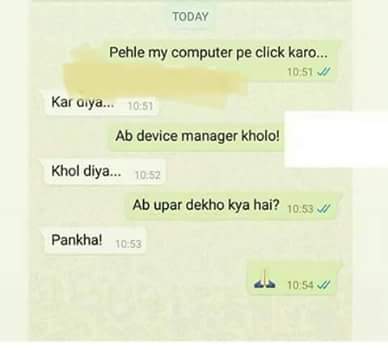 TODAY
Pehle my computer pe click karo...
10:51
Kar diya... 10:51
Ab device manager kholo!
Khol diya... 10:52
Ab upar dekho kya hai? 10:53
Pankha! 10:53
🙏 10:54